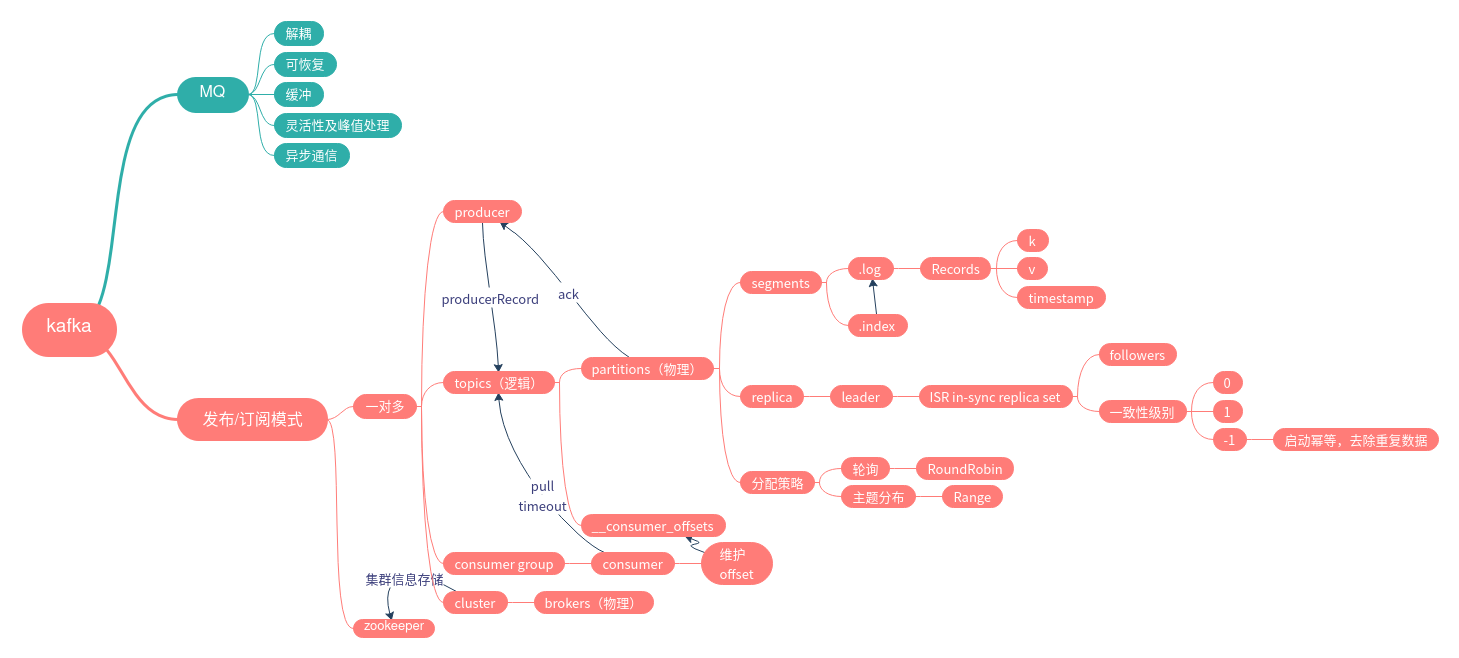 解耦
可恢复
MQ
缓冲
灵活性及峰值处理
异步通信
kafka
发布/订阅模式
一对多
producer
producerRecord
ack
topics（逻辑）
partitions（物理）
segments
.log
Records
k
v
timestamp
.index
replica
leader
ISR in-sync replica set
followers
一致性级别
0
1
-1
启动幂等，去除重复数据
分配策略
轮询
RoundRobin
主题分布
Range
pull
timeout
__consumer_offsets
consumer group
consumer
维护
offset
集群信息存储
cluster
brokers（物理）
zookeeper